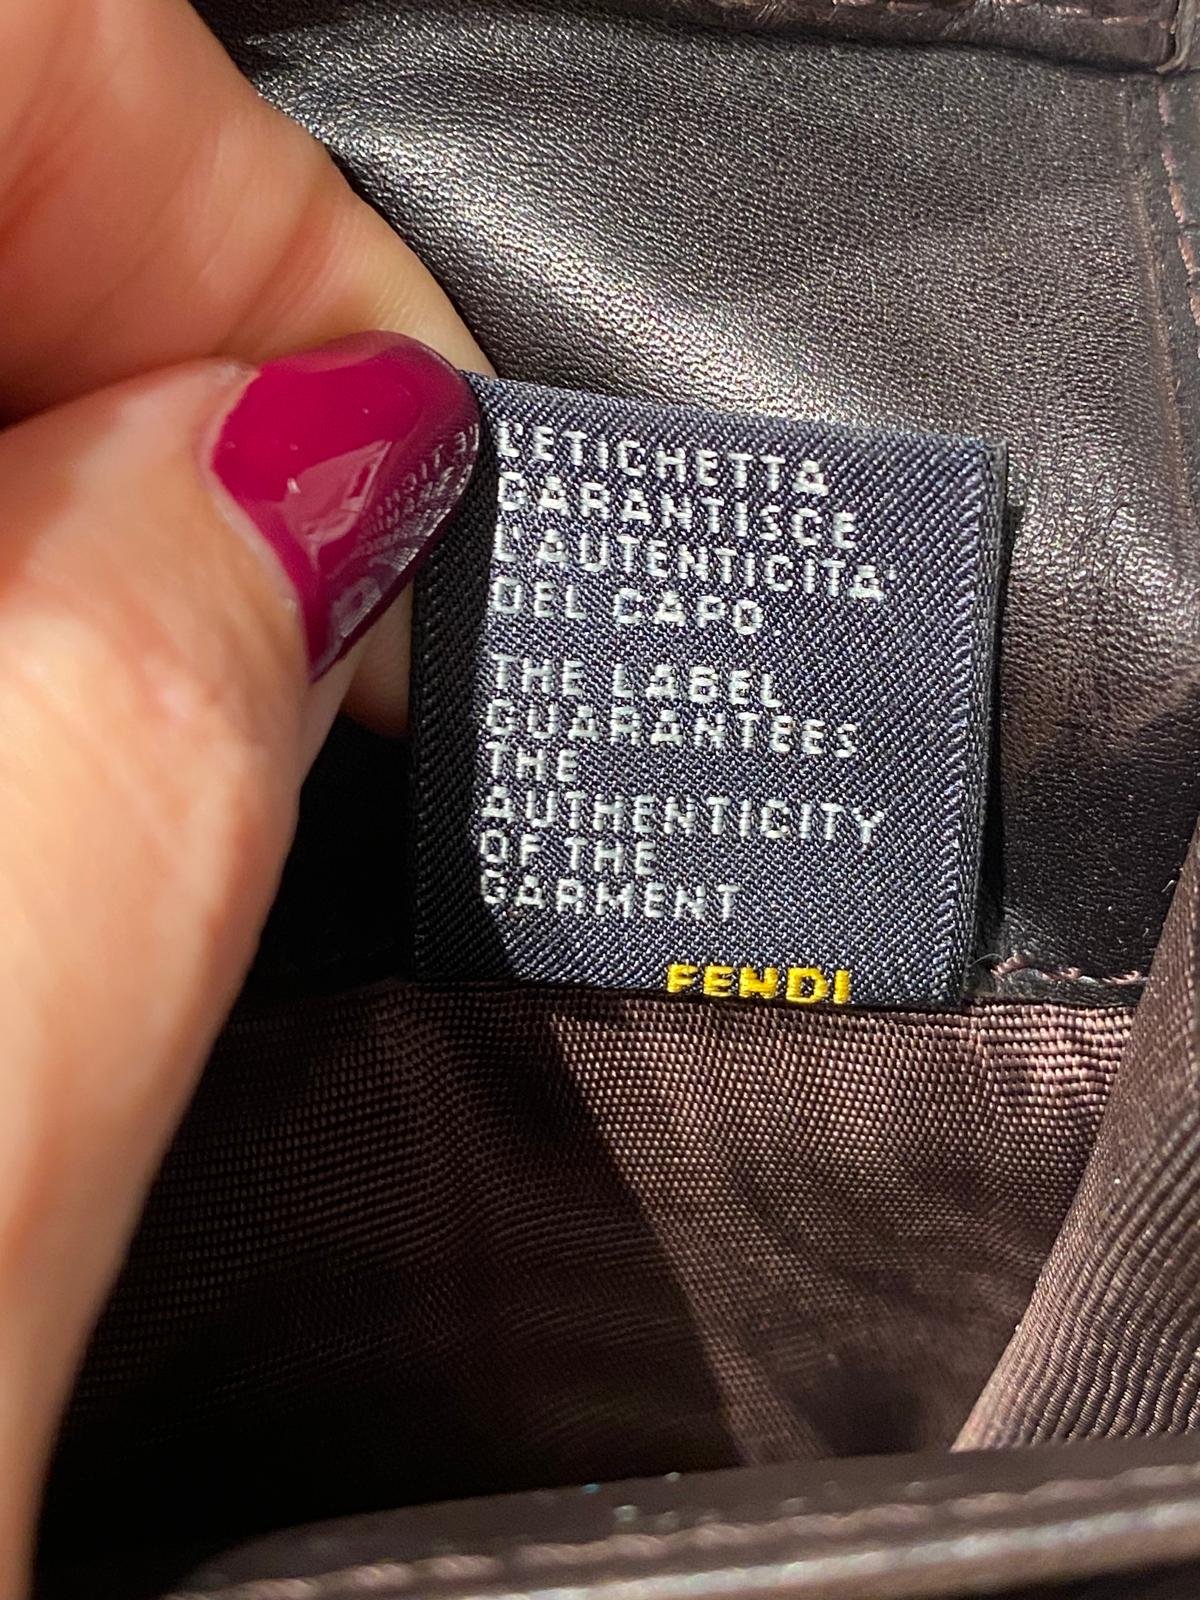 L'ETICHETTA
GARANTISCE
L'AUTENTICITA'
DEL CAPO.
THE LABEL
GUARANTEES
THE
AUTHENTICITY
OF THE
GARMENT
FENDI